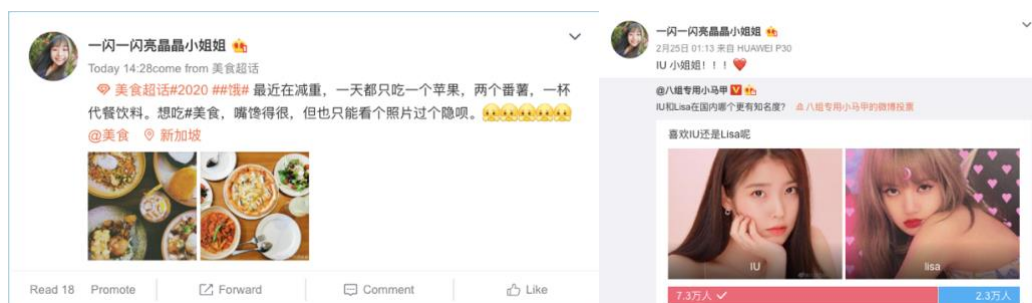 一闪一闪亮晶晶小姐姐
Today 14:28come from 美食超话
美食超话#2020 ##饿# 最近在减重，一天都只吃一个苹果，两个番薯，一杯
代餐饮料。想吃#美食，嘴馋得很，但也只能看个照片过个隐呗。
@美食 新加坡
Read 18 Promote Forward Comment Like
一闪一闪亮晶晶小姐姐
2月25日 01:13 来自 HUAWEI P30
IU 小姐姐！！！
@八组专用小马甲
IU和Lisa在国内哪个更有知名度？ 八组专用小马甲的微博投票
喜欢IU还是Lisa呢
IU lisa
7.3万人 2.3万人